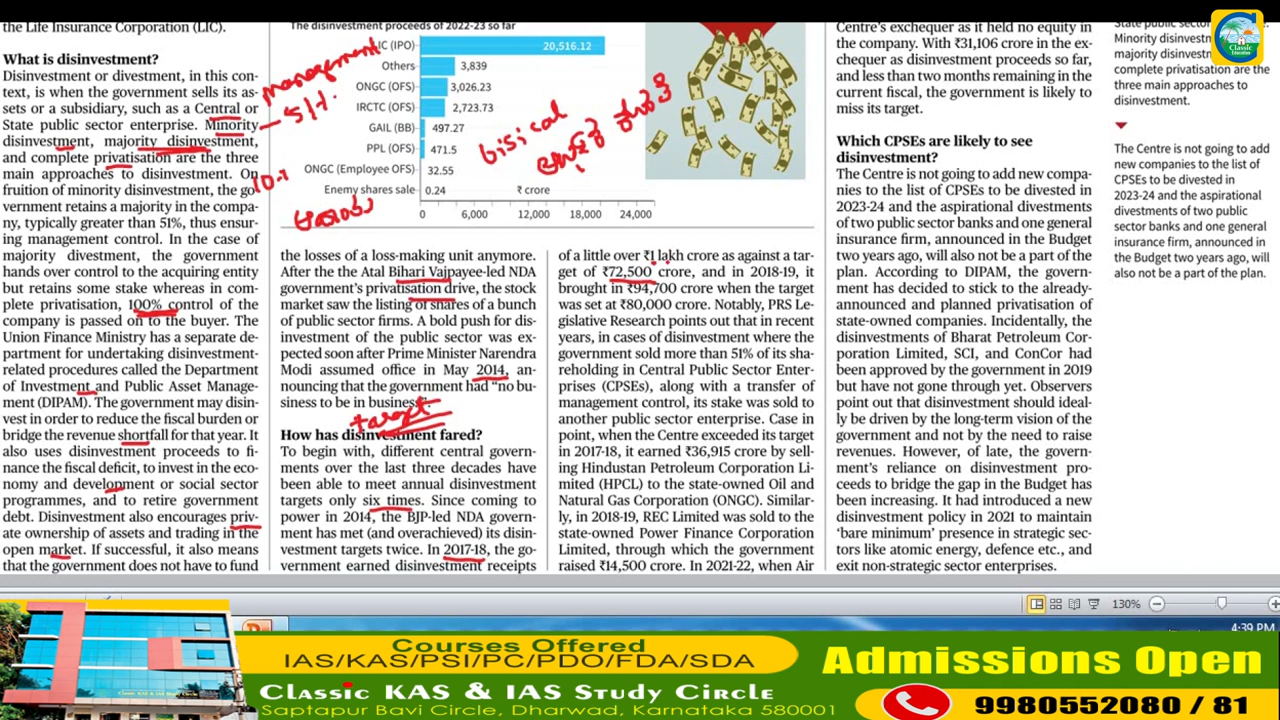 the Life Insurance Corporation (LIC).
What is disinvestment?
Disinvestment or divestment, in this con-
text, is when the government sells its as-
sets or a subsidiary, such as a Central or
State public sector enterprise. Minority
disinvestment, majority disinvestment,
and complete privatisation are the three
main approaches to disinvestment. On
fruition of minority disinvestment, the go-
vernment retains a majority in the compa-
ny, typically greater than 51%, thus ensur-
ing management control. In the case of
majority divestment, the government
hands over control to the acquiring entity
but retains some stake whereas in com-
plete privatisation, 100% control of the
company is passed on to the buyer. The
Union Finance Ministry has a separate de-
partment for undertaking disinvestment-
related procedures called the Department
of Investment and Public Asset Manage-
ment (DIPAM). The government may disin-
vest in order to reduce the fiscal burden or
bridge the revenue shortfall for that year. It
also uses disinvestment proceeds to fi-
nance the fiscal deficit, to invest in the eco-
nomy and development or social sector
programmes, and to retire government
debt. Disinvestment also encourages priv-
ate ownership of assets and trading in the
open market. If successful, it also means
that the government does not have to fund
management
51%.
The disinvestment proceeds of 2022-23 so far
IC (IPO) 20,516.12
Others 3,839
ONGC (OFS) 3,026.23
IRCTC (OFS) 2,723.73
GAIL (BB) 497.27
PPL (OFS) 471.5
ONGC (Employee OFS) 32.55
Enemy shares sale 0.24 ₹ crore
0 6,000 12,000 18,000 24,000
the losses of a loss-making unit anymore.
After the the Atal Bihari Vajpayee-led NDA
government's privatisation drive, the stock
market saw the listing of shares of a bunch
of public sector firms. A bold push for dis-
investment of the public sector was ex-
pected soon after Prime Minister Narendra
Modi assumed office in May 2014, an-
nouncing that the government had "no bu-
siness to be in business
target
How has disinvestment fared?
To begin with, different central govern-
ments over the last three decades have
been able to meet annual disinvestment
targets only six times. Since coming to
power in 2014, the BJP-led NDA govern-
ment has met (and overachieved) its disin-
vestment targets twice. In 2017-18, the go-
vernment earned disinvestment receipts
of a little over ₹1 lakh crore as against a tar-
get of ₹72,500 crore, and in 2018-19, it
brought in ₹94,700 crore when the target
was set at ₹80,000 crore. Notably, PRS Le-
gislative Research points out that in recent
years, in cases of disinvestment where the
government sold more than 51% of its sha-
reholding in Central Public Sector Enter-
prises (CPSEs), along with a transfer of
management control, its stake was sold to
another public sector enterprise. Case in
point, when the Centre exceeded its target
in 2017-18, it earned ₹36,915 crore by sell-
ing Hindustan Petroleum Corporation Li-
mited (HPCL) to the state-owned Oil and
Natural Gas Corporation (ONGC). Similar-
ly, in 2018-19, REC Limited was sold to the
state-owned Power Finance Corporation
Limited, through which the government
raised ₹14,500 crore. In 2021-22, when Air
Centre's exchequer as it held no equity in
the company. With ₹31,106 crore in the ex-
chequer as disinvestment proceeds so far,
and less than two months remaining in the
current fiscal, the government is likely to
miss its target.
Which CPSEs are likely to see
disinvestment?
The Centre is not going to add new compa-
nies to the list of CPSEs to be divested in
2023-24 and the aspirational divestments
of two public sector banks and one general
insurance firm, announced in the Budget
two years ago, will also not be a part of the
plan. According to DIPAM, the govern-
ment has decided to stick to the already-
announced and planned privatisation of
state-owned companies. Incidentally, the
disinvestments of Bharat Petroleum Cor-
poration Limited, SCI, and ConCor had
been approved by the government in 2019
but have not gone through yet. Observers
point out that disinvestment should ideal-
ly be driven by the long-term vision of the
government and not by the need to raise
revenues. However, of late, the govern-
ment's reliance on disinvestment pro-
ceeds to bridge the gap in the Budget has
been increasing. It had introduced a new
disinvestment policy in 2021 to maintain
'bare minimum' presence in strategic sec-
tors like atomic energy, defence etc., and
exit non-strategic sector enterprises.
State public sector
Minority disinvestm
majority disinvestm
complete privatisation are the
three main approaches to
disinvestment.
The Centre is not going to add
new companies to the list of
CPSEs to be divested in
2023-24 and the aspirational
divestments of two public
sector banks and one general
insurance firm, announced in
the Budget two years ago, will
also not be a part of the plan.
Classic
Education
130%
4:39 PM
Courses Offered
IAS/KAS/PSI/PC/PDO/FDA/SDA
Classic KAS & IAS Study Circle
Saptapur Bavi Circle, Dharwad, Karnataka 580001
Admissions Open
9980552080 / 81